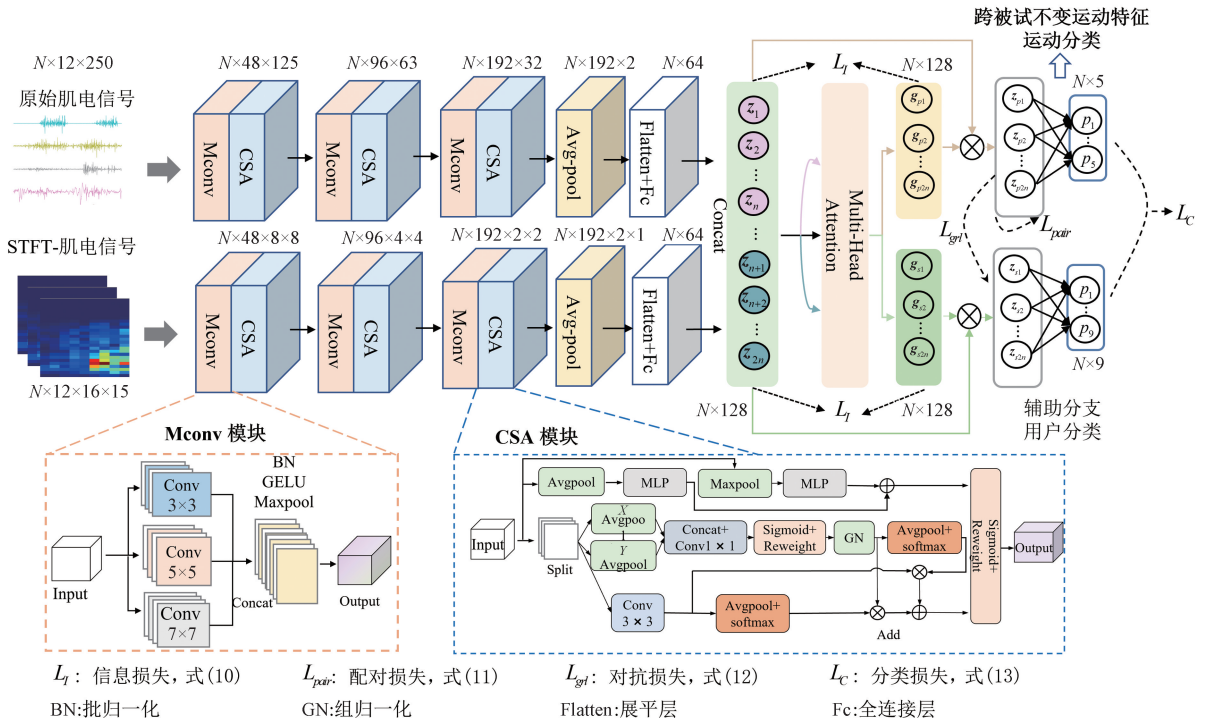 跨被试不变运动特征
运动分类
N×12×250
N×48×125
N×96×63
N×192×32
N×192×2
N×64
L_I
N×128
N×5
原始肌电信号
Mconv
CSA
Mconv
CSA
Mconv
CSA
Avg-pool
Flatten+Fc
z_1
z_2
z_n
z_{n+1}
z_{n+2}
z_{2n}
Concat
Multi-Head
Attention
g_{p1}
g_{p2}
g_{p2n}
z_{p1}
z_{p2}
z_{p2n}
p_1
p_5
L_{grl}
L_{pair}
L_C
STFT-肌电信号
N×48×8×8
N×96×4×4
N×192×2×2
N×192×2×1
N×64
Mconv
CSA
Mconv
CSA
Mconv
CSA
Avg-pool
Flatten+Fc
g_{s1}
g_{s2}
g_{s2n}
z_{s1}
z_{s2}
z_{s2n}
p_1
p_9
N×12×16×15
N×128
L_I
N×128
N×9
辅助分支
用户分类
Mconv 模块
Input
Conv
3×3
Conv
5×5
Conv
7×7
Concat
BN
GELU
Maxpool
Output
CSA 模块
Input
Split
Avgpool
MLP
Maxpool
MLP
X
Avgpoo
Y
Avgpool
Concat+
Conv1 × 1
Sigmoid+
Reweight
GN
Avgpool+
softmax
Conv
3 × 3
Avgpool+
softmax
Add
Sigmoid+
Reweight
Output
L_I: 信息损失, 式(10)
L_{pair}: 配对损失, 式(11)
L_{grl}: 对抗损失, 式(12)
L_C: 分类损失, 式(13)
BN:批归一化
GN:组归一化
Flatten:展平层
Fc:全连接层